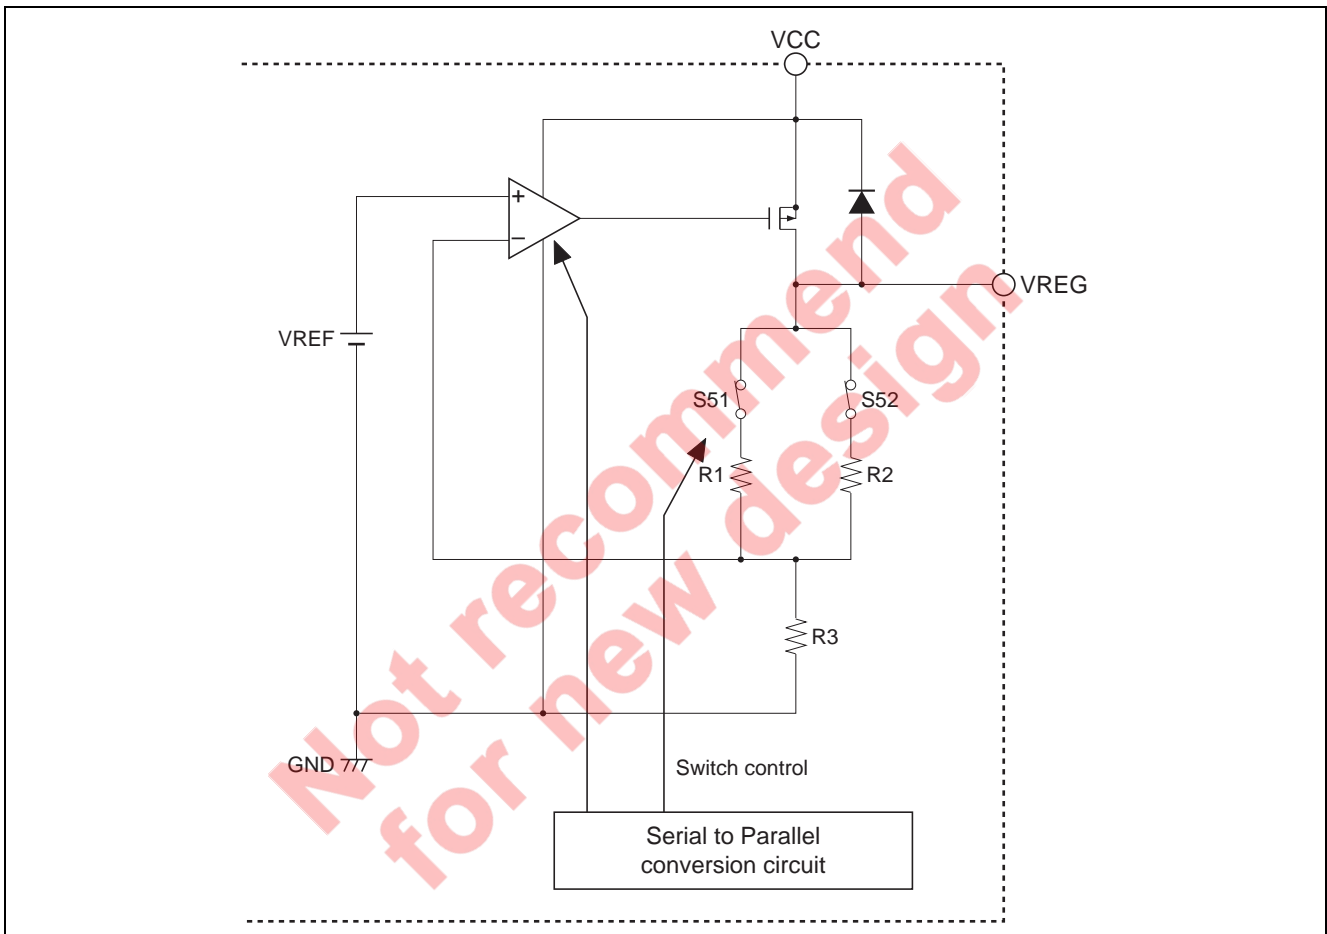 VCC
+
−
VREG
VREF
S51
S52
R1
R2
R3
GND
Switch control
Serial to Parallel
conversion circuit
Not recommend
for new design